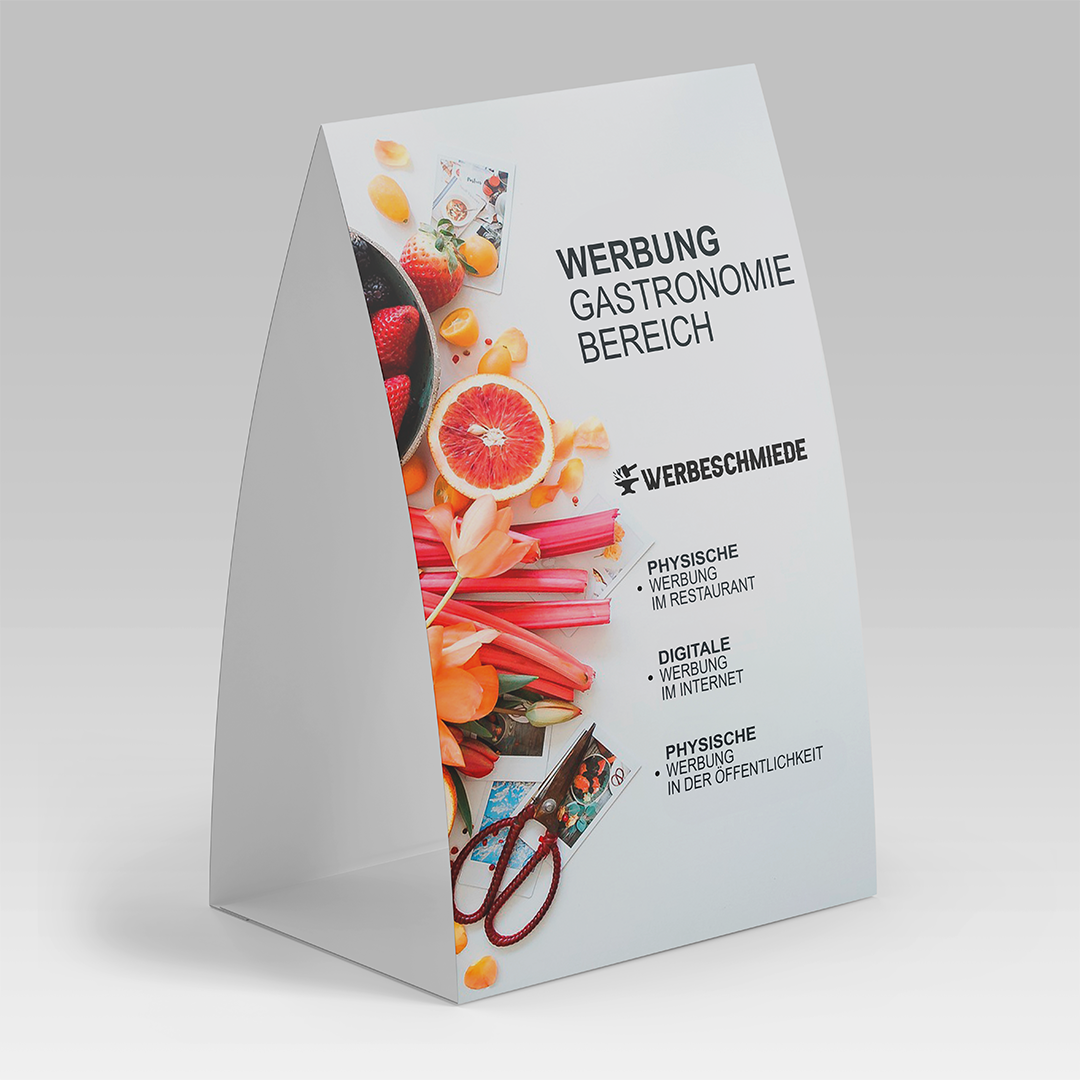 WERBUNG
GASTRONOMIE
BEREICH
WERBESCHMIEDE
PHYSISCHE
• WERBUNG
IM RESTAURANT
DIGITALE
• WERBUNG
IM INTERNET
PHYSISCHE
• WERBUNG
IN DER ÖFFENTLICHKEIT